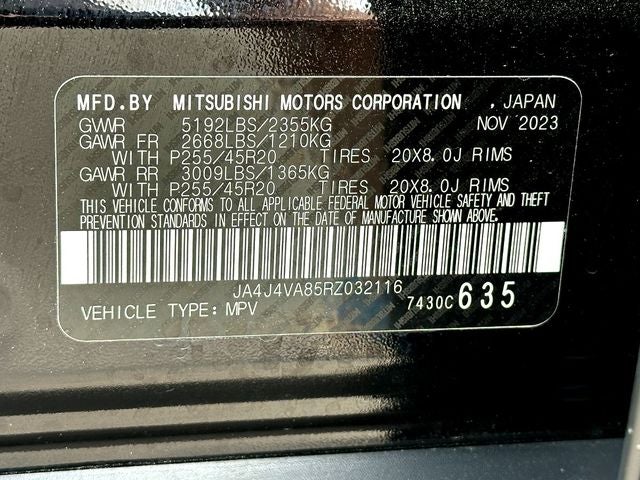 MFD.BY MITSUBISHI MOTORS CORPORATION , JAPAN
GVWR 5192LBS/2355KG NOV 2023
GAWR FR 2668LBS/1210KG
WITH P255/45R20 TIRES 20X8.0J RIMS
GAWR RR 3009LBS/1365KG
WITH P255/45R20 TIRES 20X8.0J RIMS
THIS VEHICLE CONFORMS TO ALL APPLICABLE FEDERAL MOTOR VEHICLE SAFETY AND THEFT
PREVENTION STANDARDS IN EFFECT ON THE DATE OF MANUFACTURE SHOWN ABOVE.
JA4J4VA85RZ032116
VEHICLE TYPE: MPV 7430C 635